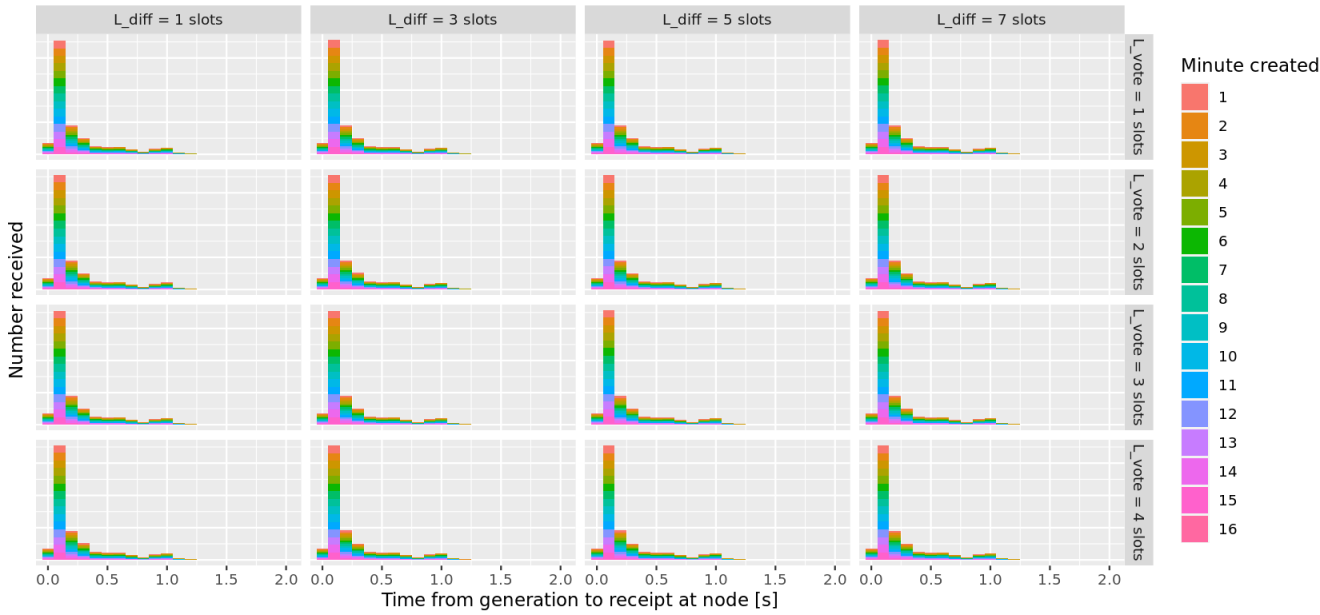 L_diff = 1 slots
L_diff = 3 slots
L_diff = 5 slots
L_diff = 7 slots
L_vote = 1 slots
L_vote = 2 slots
L_vote = 3 slots
L_vote = 4 slots
Number received
0.0 0.5 1.0 1.5 2.0
0.0 0.5 1.0 1.5 2.0
0.0 0.5 1.0 1.5 2.0
0.0 0.5 1.0 1.5 2.0
Time from generation to receipt at node [s]
Minute created
1
2
3
4
5
6
7
8
9
10
11
12
13
14
15
16